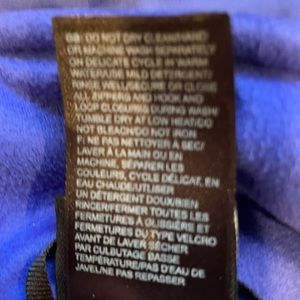 GB: DO NOT DRY CLEAN/HAND
OR MACHINE WASH SEPARATELY
ON DELICATE CYCLE IN WARM
WATER/USE MILD DETERGENT/
RINSE WELL/SECURE OR CLOSE
ALL ZIPPERS AND HOOK AND
LOOP CLOSURES DURING WASH/
TUMBLE DRY AT LOW HEAT/DO
NOT BLEACH/DO NOT IRON
F: NE PAS NETTOYER À SEC/
LAVER À LA MAIN OU EN
MACHINE, SÉPARER LES
COULEURS, CYCLE DÉLICAT, EN
EAU CHAUDE/UTILISER
UN DÉTERGENT DOUX/BIEN
RINCER/FERMER TOUTES LES
FERMETURES À GLISSIÈRE ET
FERMETURES DU TYPE VELCRO
AVANT DE LAVER SÉCHER
PAR CULBUTAGE BASSE
TEMPÉRATURE/PAS D'EAU DE
JAVEL/NE PAS REPASSER